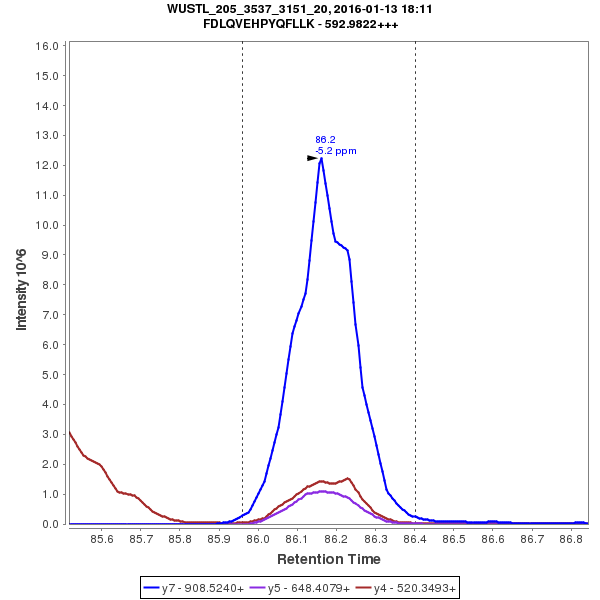 WUSTL_205_3537_3151_20, 2016-01-13 18:11
FDLQVEHPYQFLLK - 592.9822+++
16.0
15.0
14.0
13.0
12.0
11.0
10.0
9.0
8.0
7.0
6.0
5.0
4.0
3.0
2.0
1.0
0.0
Intensity 10^6
86.2
-5.2 ppm
85.6 85.7 85.8 85.9 86.0 86.1 86.2 86.3 86.4 86.5 86.6 86.7 86.8
Retention Time
y7 - 908.5240+ y5 - 648.4079+ y4 - 520.3493+